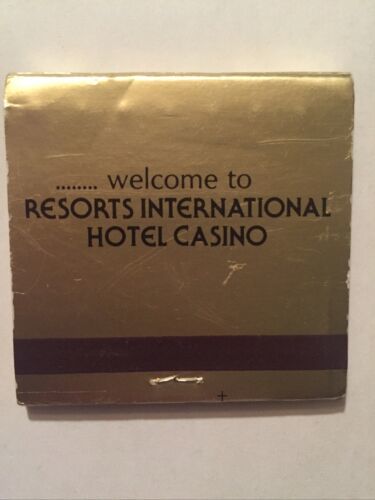 ........ welcome to
RESORTS INTERNATIONAL
HOTEL CASINO